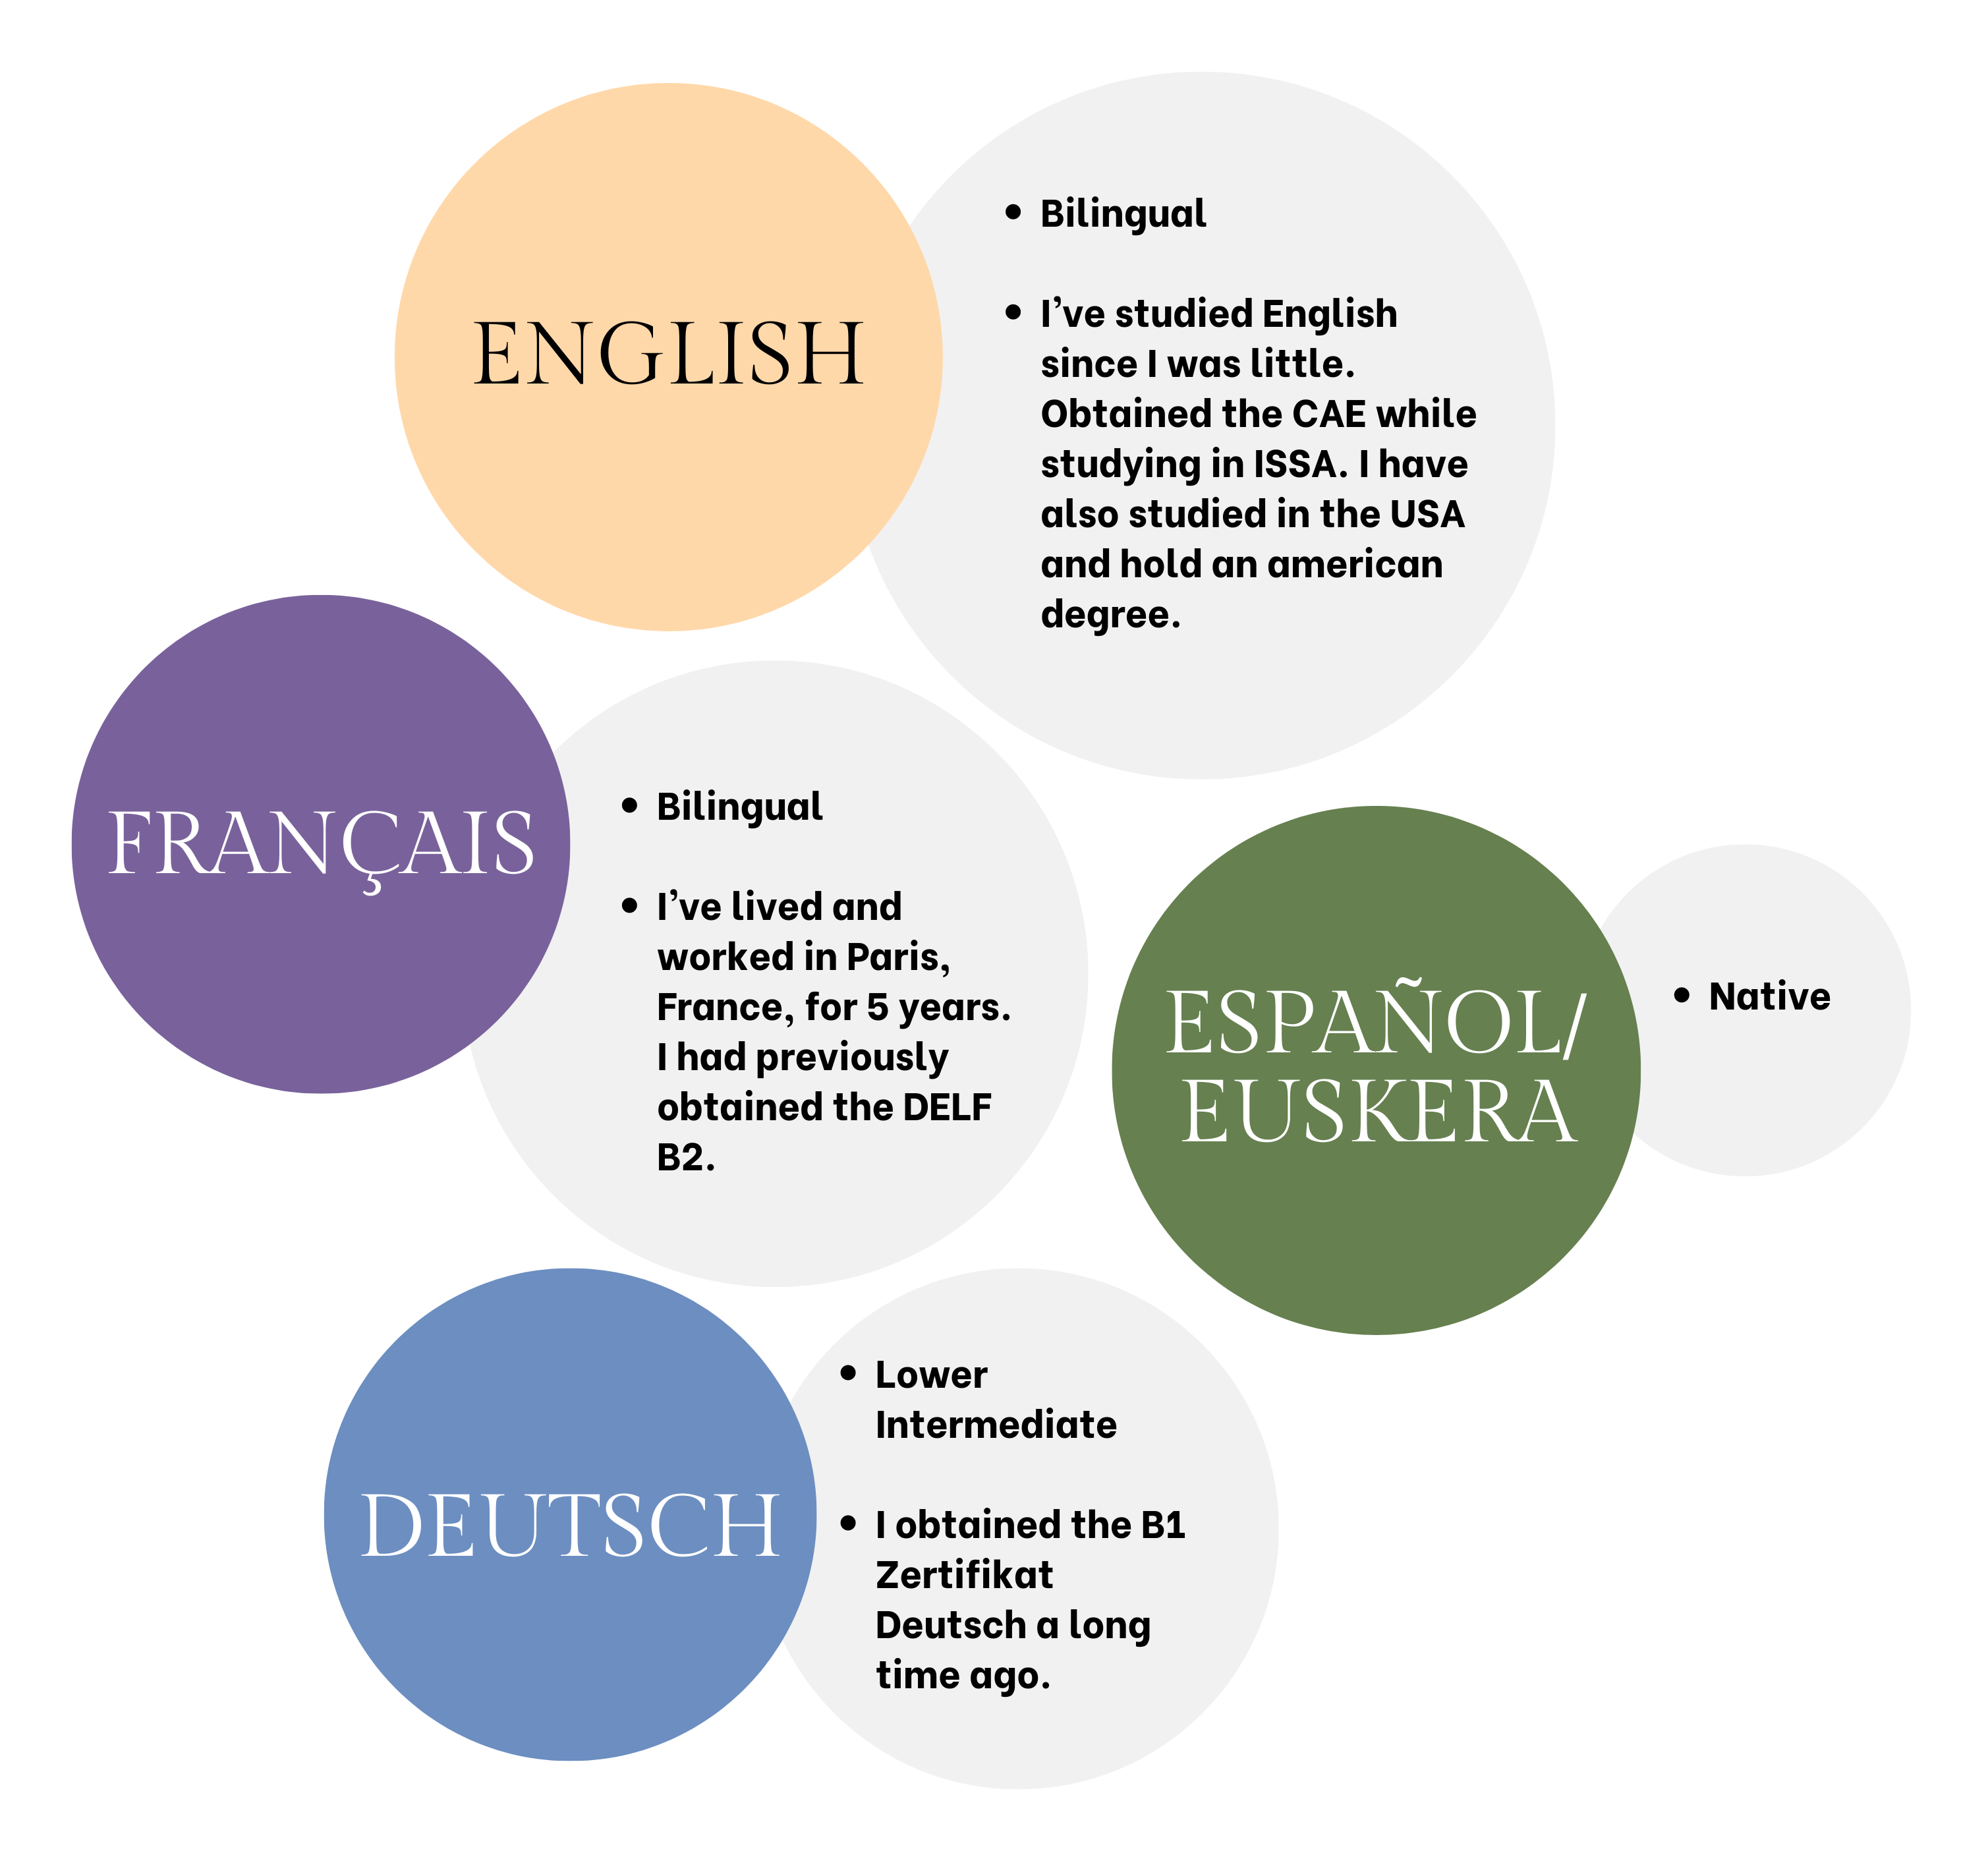 ENGLISH
• Bilingual
• I’ve studied English
since I was little.
Obtained the CAE while
studying in ISSA. I have
also studied in the USA
and hold an american
degree.
FRANÇAIS
• Bilingual
• I’ve lived and
worked in Paris,
France, for 5 years.
I had previously
obtained the DELF
B2.
ESPAÑOL/
EUSKERA
• Native
DEUTSCH
• Lower
Intermediate
• I obtained the B1
Zertifikat
Deutsch a long
time ago.